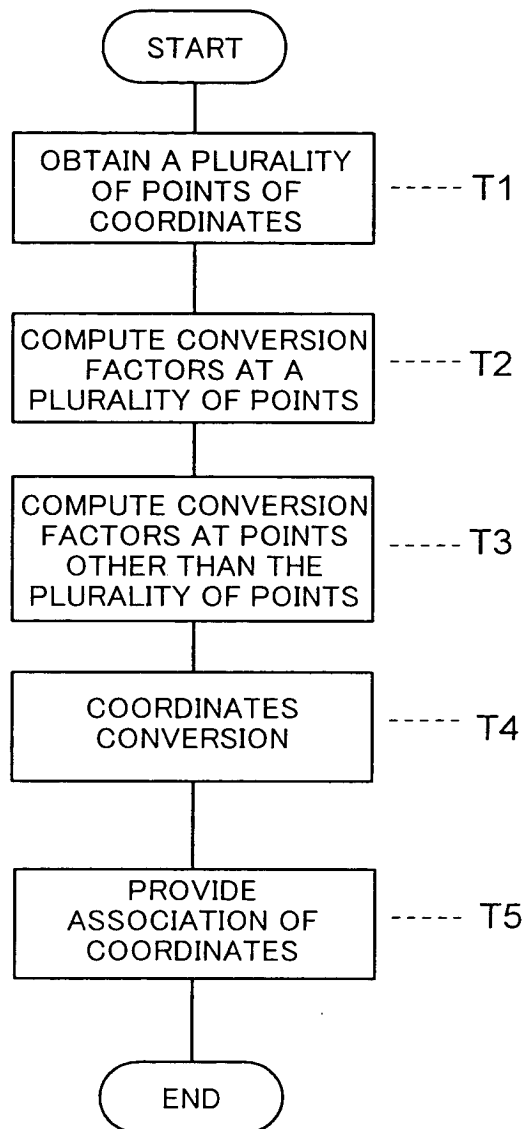 START
OBTAIN A PLURALITY
OF POINTS OF
COORDINATES
T1
COMPUTE CONVERSION
FACTORS AT A
PLURALITY OF POINTS
T2
COMPUTE CONVERSION
FACTORS AT POINTS
OTHER THAN THE
PLURALITY OF POINTS
T3
COORDINATES
CONVERSION
T4
PROVIDE
ASSOCIATION OF
COORDINATES
T5
END